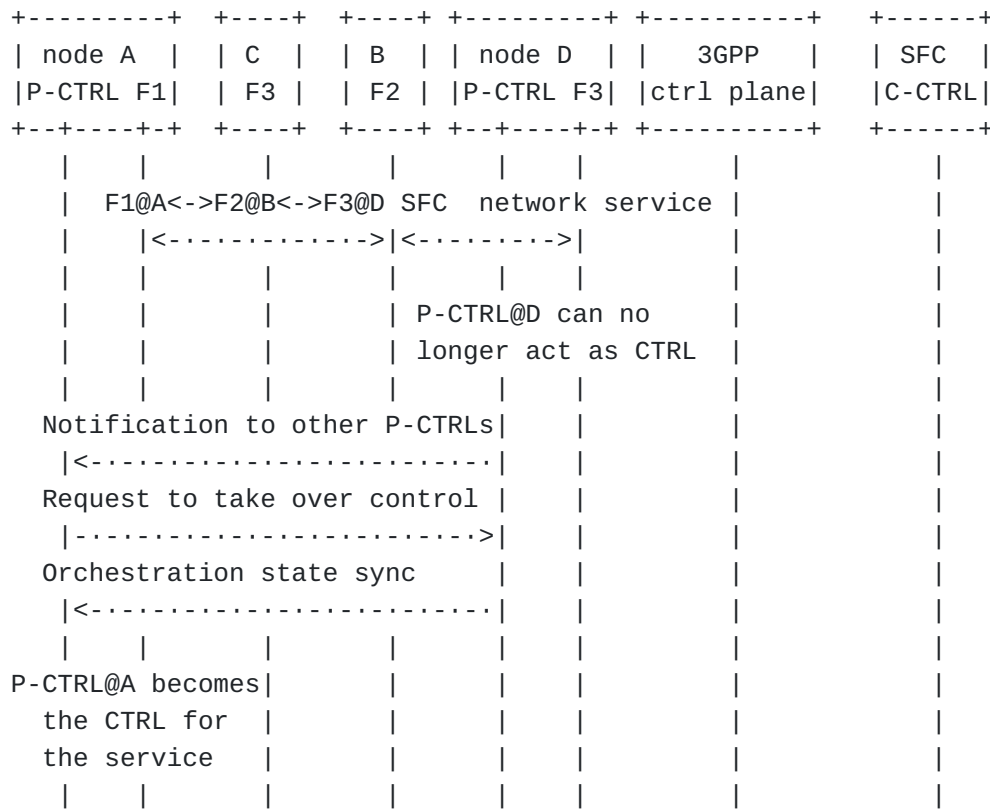 +---------+  +----+  +----+ +---------+ +----------+   +------+
| node A  |  | C  |  | B  | | node D  | |   3GPP   |   | SFC  |
|P-CTRL F1|  | F3 |  | F2 | |P-CTRL F3| |ctrl plane|   |C-CTRL|
+--+----+-+  +----+  +----+ +--+----+-+ +----------+   +------+
   |    |       |       |      |    |         |            |
   |  F1@A<->F2@B<->F3@D SFC  network service |            |
   |    |<-·-·-·-·-·-·->|<-·-·-·-·->|         |            |
   |    |       |       |      |    |         |            |
   |    |       |       | P-CTRL@D can no     |            |
   |    |       |       | longer act as CTRL  |            |
   |    |       |       |      |    |         |            |
  Notification to other P-CTRLs|    |         |            |
   |<-·-·-·-·-·-·-·-·-·-·-·-·-·|    |         |            |
  Request to take over control |    |         |            |
   |-·-·-·-·-·-·-·-·-·-·-·-·-·>|    |         |            |
  Orchestration state sync     |    |         |            |
   |<-·-·-·-·-·-·-·-·-·-·-·-·-·|    |         |            |
   |    |       |       |      |    |         |            |
P-CTRL@A becomes|       |      |    |         |            |
  the CTRL for  |       |      |    |         |            |
  the service   |       |      |    |         |            |
   |    |       |       |      |    |         |            |